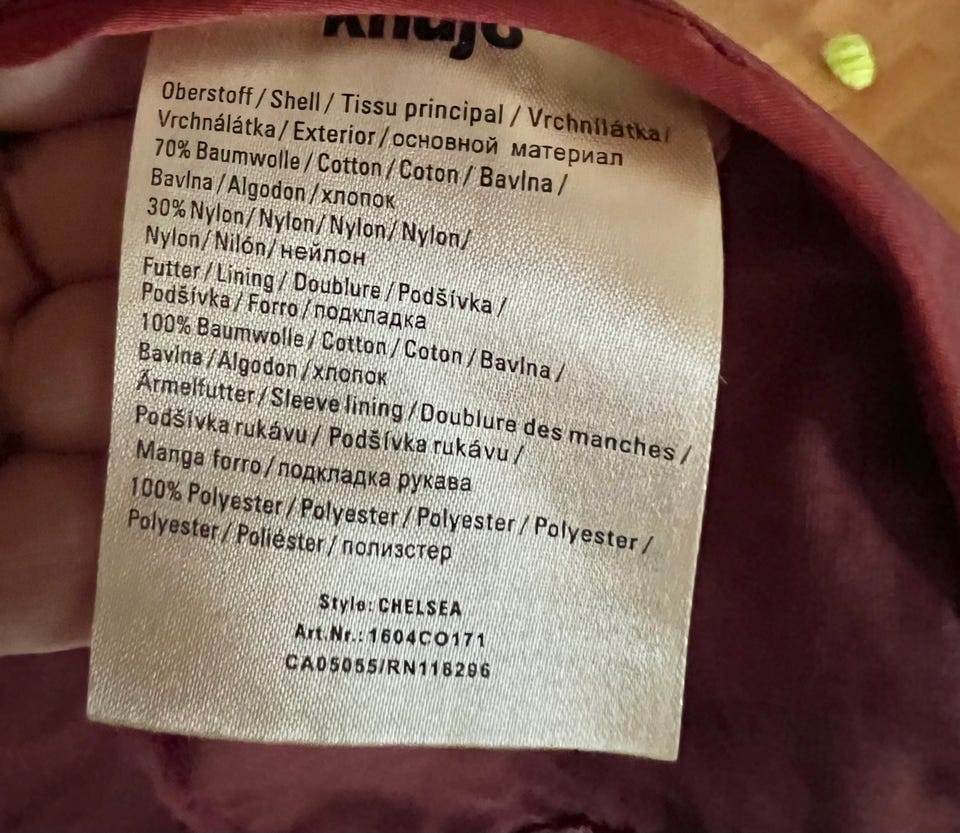 khujo
Oberstoff / Shell / Tissu principal / Vrchnílátka /
Vrchnálátka / Exterior / основной материал
70% Baumwolle / Cotton / Coton / Bavlna /
Bavlna / Algodon / хлопок
30% Nylon / Nylon / Nylon / Nylon /
Nylon / Nilón / нейлон
Futter / Lining / Doublure / Podšívka /
Podšívka / Forro / подкладка
100% Baumwolle / Cotton / Coton / Bavlna /
Bavlna / Algodon / хлопок
Ärmelfutter / Sleeve lining / Doublure des manches /
Podšívka rukávu / Podšívka rukávu /
Manga forro / подкладка рукава
100% Polyester / Polyester / Polyester / Polyester /
Polyester / Poliéster / полизстер
Style: CHELSEA
Art.Nr.: 1604CO171
CA05055/RN116296